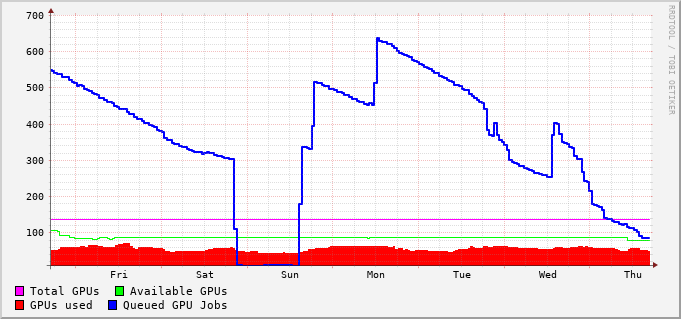 700
600
500
400
300
200
100
Fri Sat Sun Mon Tue Wed Thu
Total GPUs Available GPUs
GPUs used Queued GPU Jobs
RRDTOOL / TOBI OETIKER